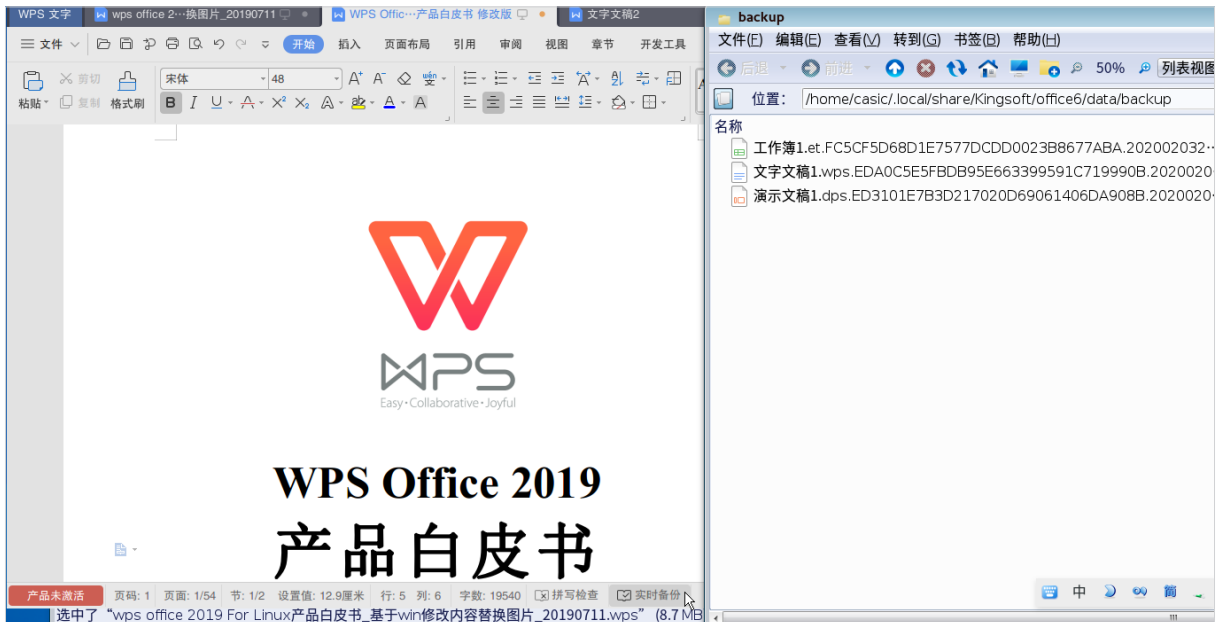 WPS 文字 wps office 2···换图片_20190711 WPS Offic···产品白皮书 修改版 文字文稿2
文件 开始 插入 页面布局 引用 审阅 视图 章节 开发工具
剪切 宋体 48
粘贴 复制 格式刷 B I U
WPS
Easy·Collaborative·Joyful
WPS Office 2019
产品白皮书
产品未激活 页码: 1 页面: 1/54 节: 1/2 设置值: 12.9厘米 行: 5 列: 6 字数: 19540 拼写检查 实时备份
选中了“wps office 2019 For Linux产品白皮书_基于win修改内容替换图片_20190711.wps” (8.7 MB
backup
文件(F) 编辑(E) 查看(V) 转到(G) 书签(B) 帮助(H)
后退 前进 50% 列表视图
位置: /home/casic/.local/share/Kingsoft/office6/data/backup
名称
工作簿1.et.FC5CF5D68D1E7577DCDD0023B8677ABA.202002032···
文字文稿1.wps.EDA0C5E5FBDB95E663399591C719990B.2020020
演示文稿1.dps.ED3101E7B3D217020D69061406DA908B.2020020
中 简